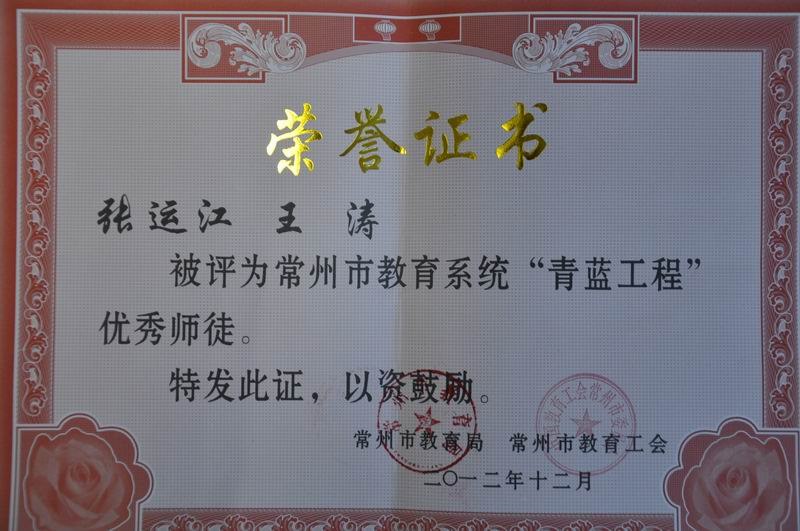 荣誉证书
张运江 王涛
被评为常州市教育系统“青蓝工程”
优秀师徒。
特发此证，以资鼓励。
常州市教育局 常州市教育工会
二〇一二年十二月